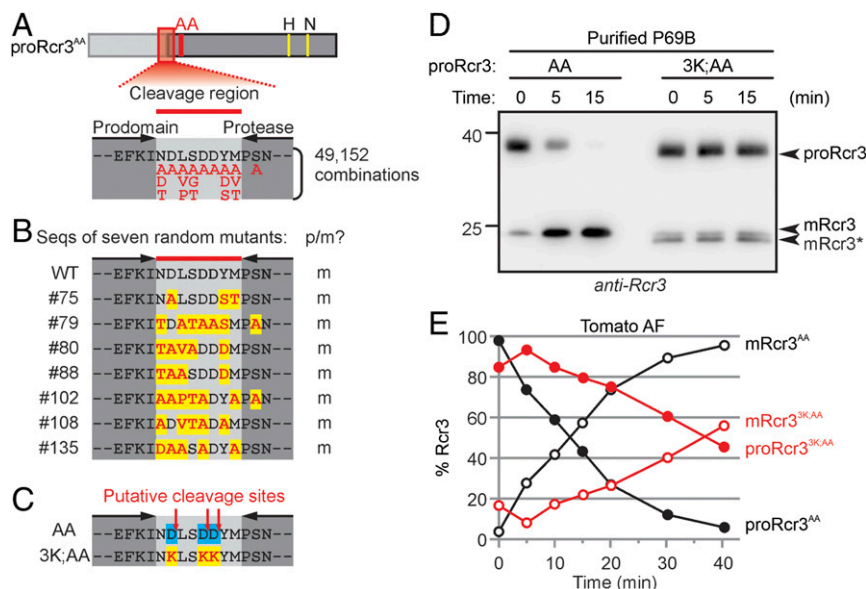 A
AA
H N
proRcr3AA
Cleavage region
Prodomain
Protease
--EFKINDLSDDYMPSN--
AAAAAAAA A
D VG DV
T PT ST
49,152
combinations
B
Seqs of seven random mutants: p/m?
WT --EFKINDLSDDYMPSN-- m
#75 --EFKINALSDDSTPSN-- m
#79 --EFKITDATAASMPAN-- m
#80 --EFKITAVADDDMPSN-- m
#88 --EFKITAASDDDMPSN-- m
#102 --EFKIAAPTADYAPAN-- m
#108 --EFKIADVTADAMPSN-- m
#135 --EFKIDAASADYAPSN-- m
C
Putative cleavage sites
AA --EFKINDLSDDYMPSN--
3K;AA --EFKINKLSKKYMPSN--
D
Purified P69B
proRcr3: AA 3K;AA
Time: 0 5 15 0 5 15 (min)
40
proRcr3
25
mRcr3
mRcr3*
anti-Rcr3
E
Tomato AF
% Rcr3
100
80
60
40
20
0
0 10 20 30 40
Time (min)
mRcr3AA
mRcr33K;AA
proRcr33K;AA
proRcr3AA